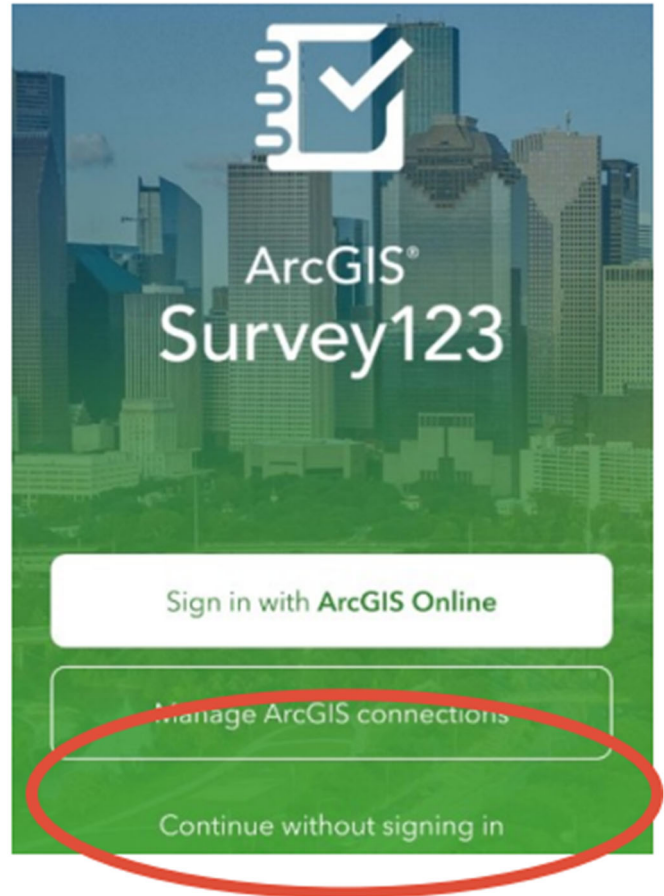 ArcGIS®
Survey123
Sign in with ArcGIS Online
Manage ArcGIS connections
Continue without signing in